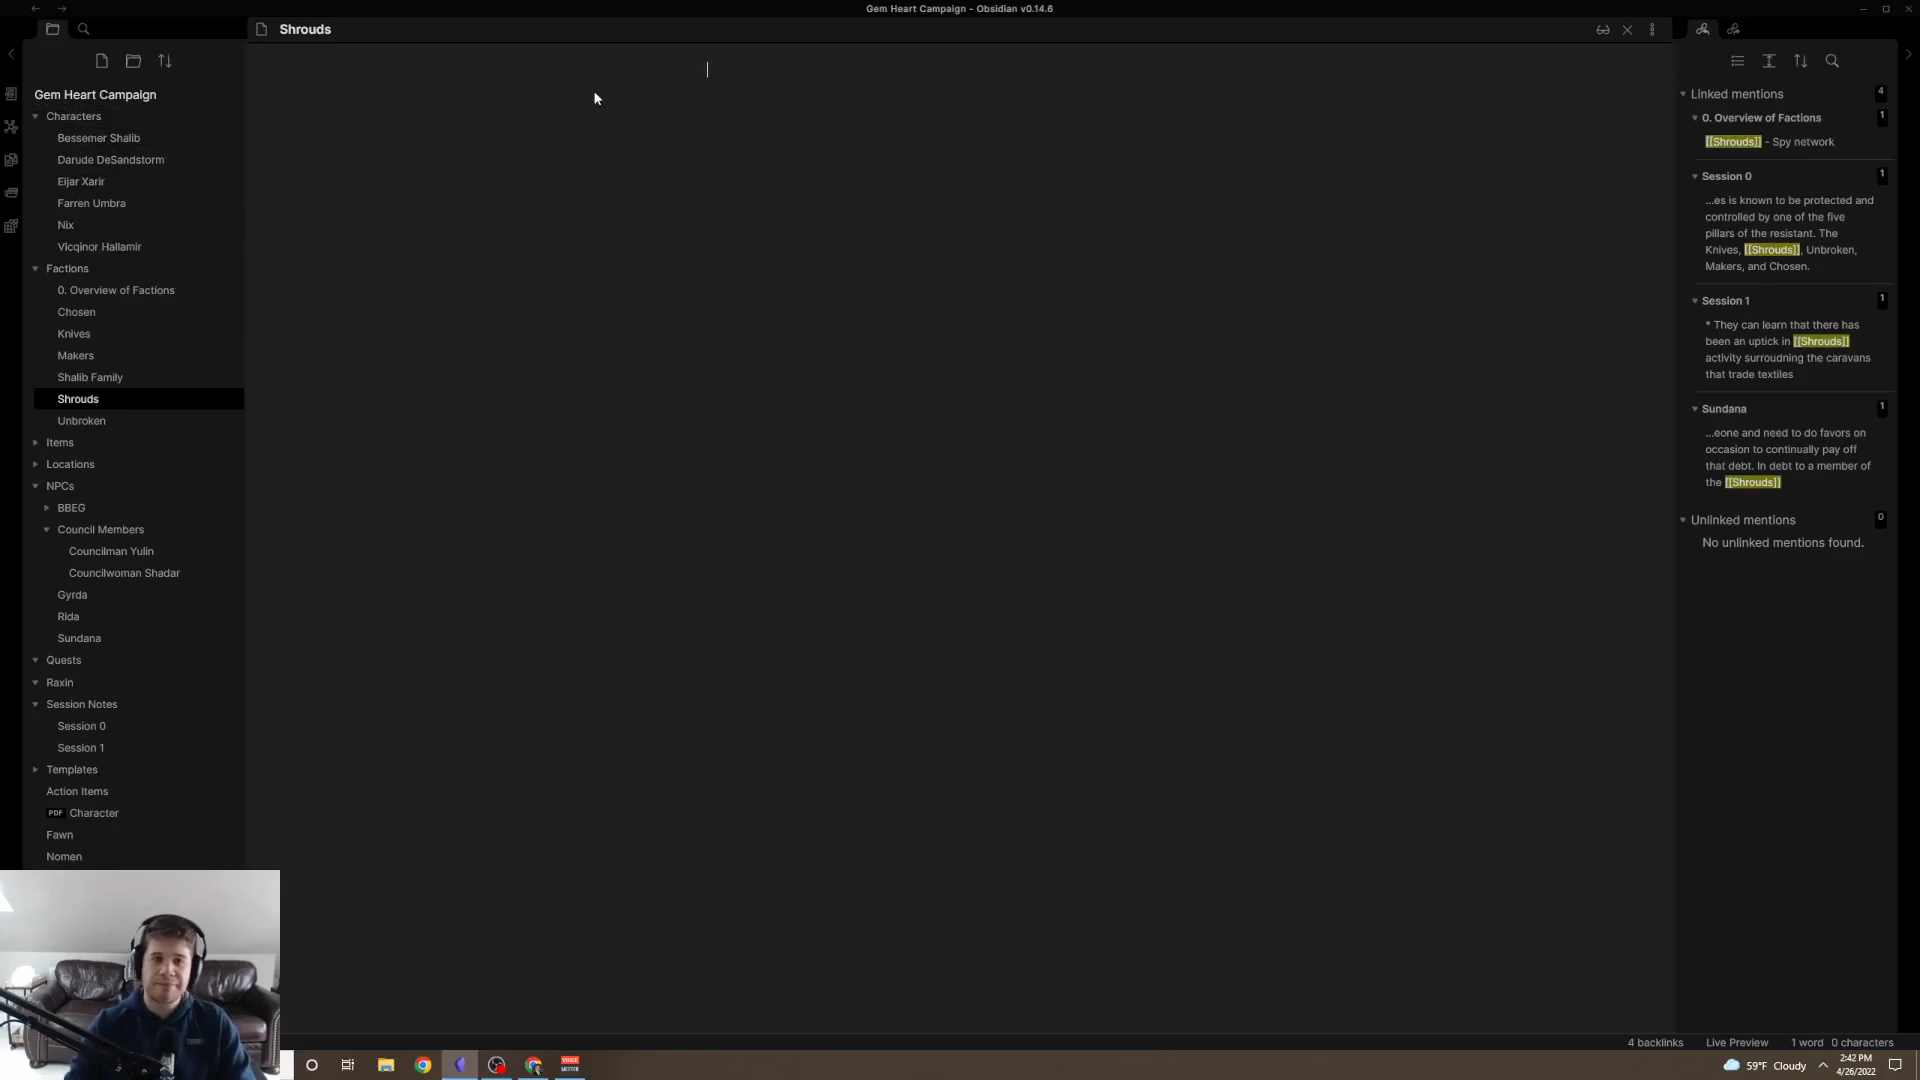 Gem Heart Campaign - Obsidian v0.14.6
Shrouds
Gem Heart Campaign
Characters
Bessemer Shalib
Darude DeSandstorm
Eijar Xarir
Farren Umbra
Nix
Vicqinor Hallamir
Factions
0. Overview of Factions
Chosen
Knives
Makers
Shalib Family
Shrouds
Unbroken
Items
Locations
NPCs
BBEG
Council Members
Councilman Yulin
Councilwoman Shadar
Gyrda
Rida
Sundana
Quests
Raxin
Session Notes
Session 0
Session 1
Templates
Action Items
PDF Character
Fawn
Nomen
Linked mentions 4
0. Overview of Factions 1
[[Shrouds]] - Spy network
Session 0 1
...es is known to be protected and
controlled by one of the five
pillars of the resistant. The
Knives, [[Shrouds]], Unbroken,
Makers, and Chosen.
Session 1 1
* They can learn that there has
been an uptick in [[Shrouds]]
activity surroudning the caravans
that trade textiles
Sundana 1
...eone and need to do favors on
occasion to continually pay off
that debt. In debt to a member of
the [[Shrouds]]
Unlinked mentions 0
No unlinked mentions found.
4 backlinks Live Preview 1 word 0 characters
VOICE
MEETER
59°F Cloudy
2:42 PM
4/26/2022